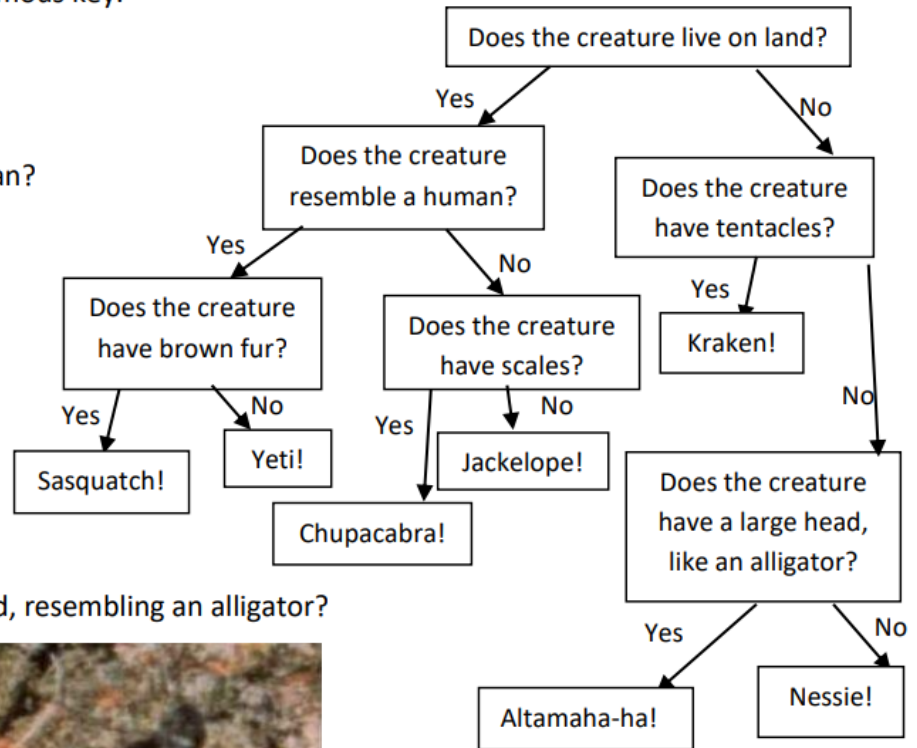 Does the creature live on land?
Yes
No
Does the creature
resemble a human?
Does the creature
have tentacles?
Yes
No
Yes
No
Does the creature
have brown fur?
Does the creature
have scales?
Kraken!
Yes
No
Yes
No
Sasquatch!
Yeti!
Chupacabra!
Jackelope!
Does the creature
have a large head,
like an alligator?
Yes
No
Altamaha-ha!
Nessie!
key:
?
, resembling an alligator?